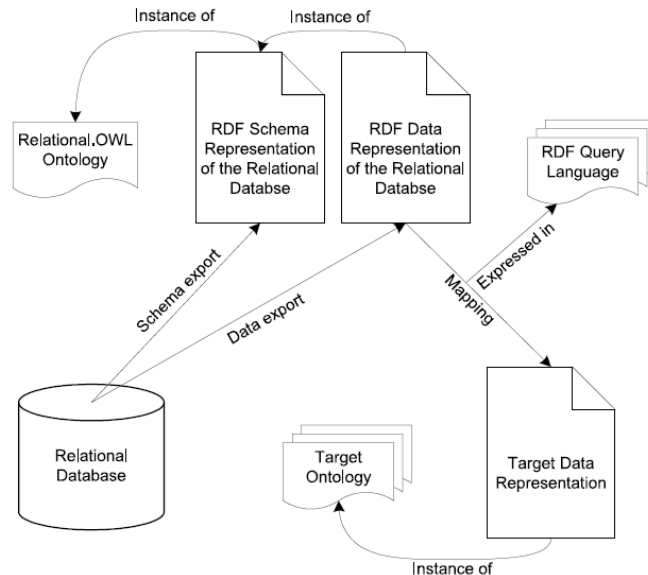 Instance of
Instance of
Relational.OWL
Ontology
RDF Schema
Representation
of the Relational
Databse
RDF Data
Representation
of the Relational
Databse
RDF Query
Language
Schema export
Data export
Expressed in
Mapping
Relational
Database
Target
Ontology
Target Data
Representation
Instance of